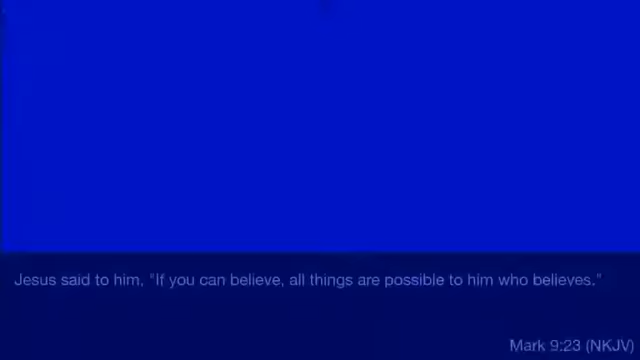 Jesus said to him, "If you can believe, all things are possible to him who believes."
Mark 9:23 (NKJV)